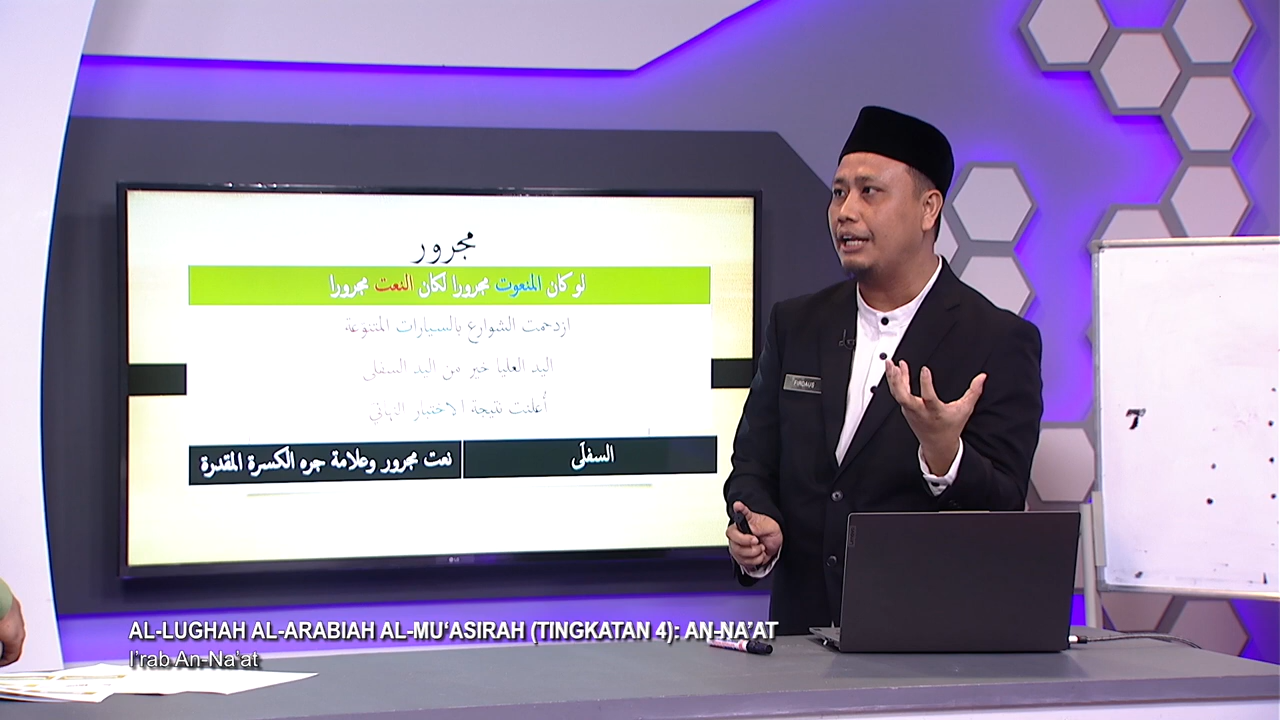 مجرور
لو كان المنعوت مجرورا لكان النعت مجرورا
ازدحمت الشوارع بالسيارات المتنوعة
اليد العليا خير من اليد السفلى
أعلنت نتيجة الاختبار النهائي
السفلَى
نعت مجرور وعلامة جره الكسرة المقدرة
FIRDAUS
LG
AL-LUGHAH AL-ARABIAH AL-MU'ASIRAH (TINGKATAN 4): AN-NA'AT
I'rab An-Na'at